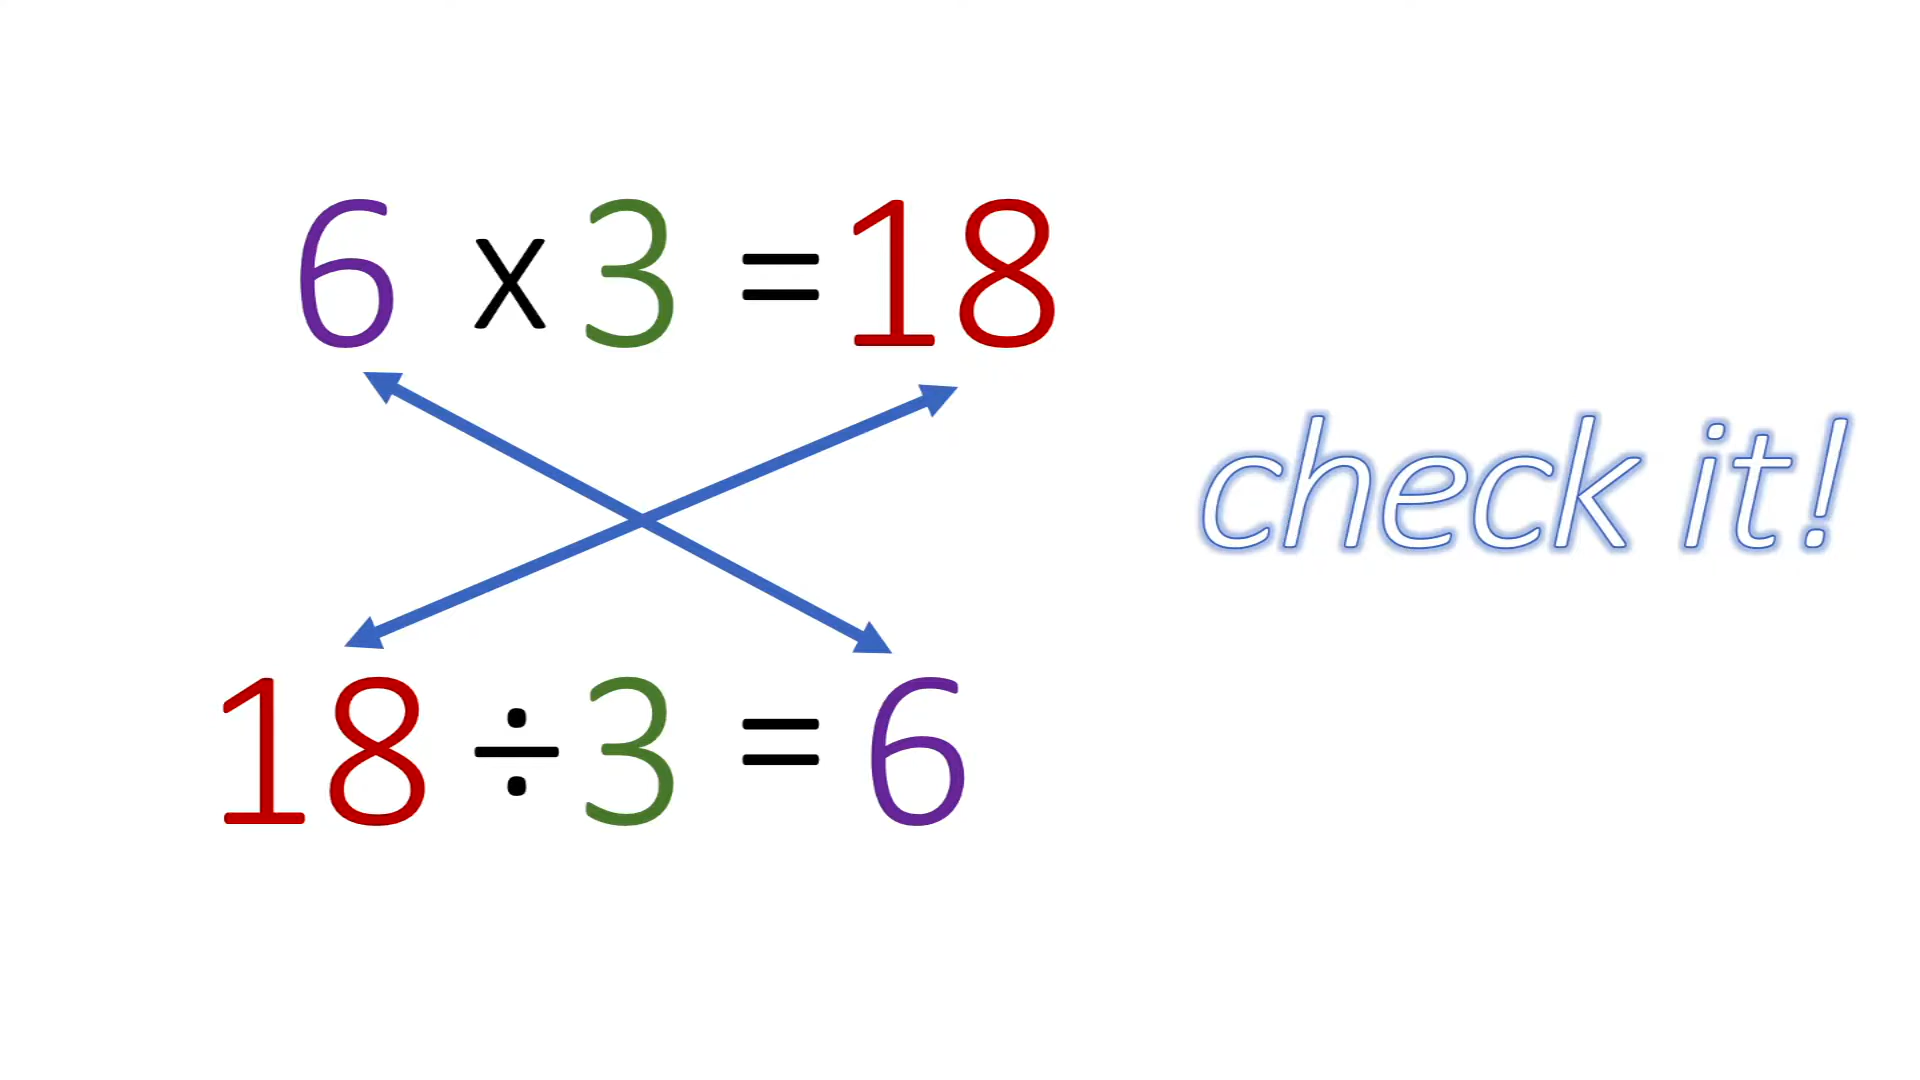 6 x 3 = 18
check it!
18 ÷ 3 = 6